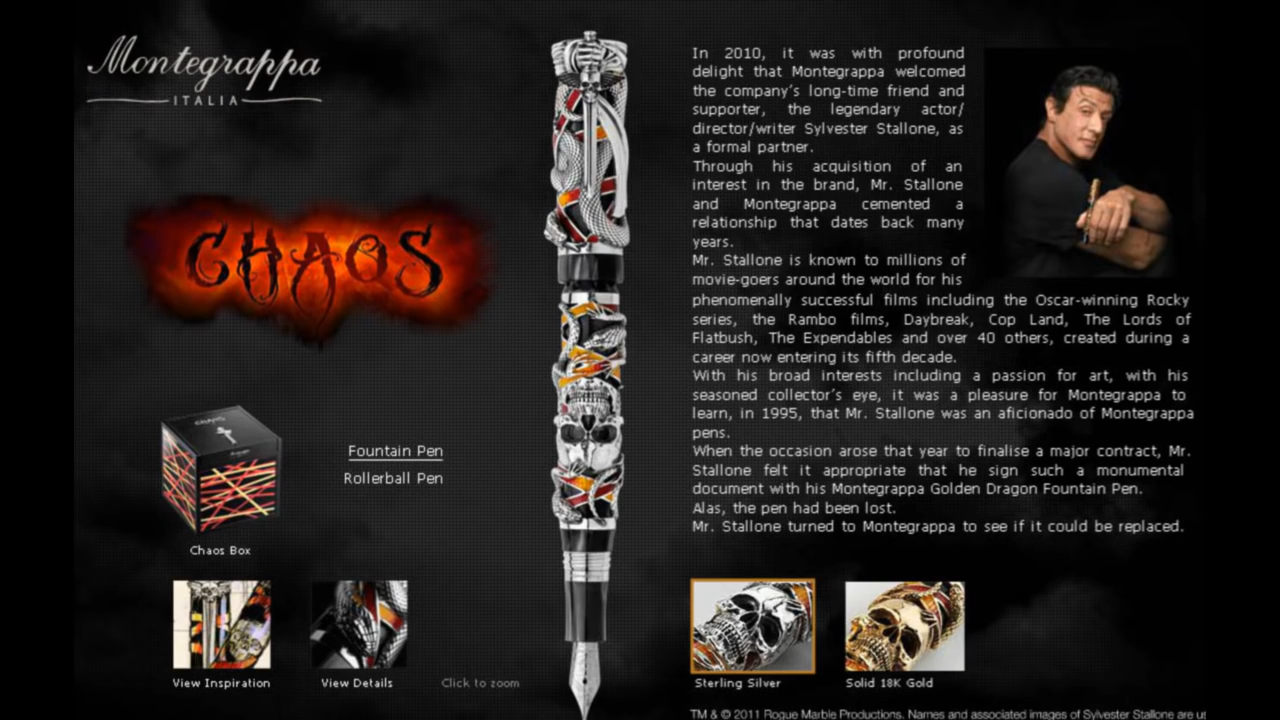 Montegrappa
ITALIA
CHAOS
Fountain Pen
Rollerball Pen
CHAOS
Chaos Box
View Inspiration
View Details
Click to zoom
In 2010, it was with profound
delight that Montegrappa welcomed
the company's long-time friend and
supporter, the legendary actor/
director/writer Sylvester Stallone, as
a formal partner.
Through his acquisition of an
interest in the brand, Mr. Stallone
and Montegrappa cemented a
relationship that dates back many
years.
Mr. Stallone is known to millions of
movie-goers around the world for his
phenomenally successful films including the Oscar-winning Rocky
series, the Rambo films, Daybreak, Cop Land, The Lords of
Flatbush, The Expendables and over 40 others, created during a
career now entering its fifth decade.
With his broad interests including a passion for art, with his
seasoned collector's eye, it was a pleasure for Montegrappa to
learn, in 1995, that Mr. Stallone was an aficionado of Montegrappa
pens.
When the occasion arose that year to finalise a major contract, Mr.
Stallone felt it appropriate that he sign such a monumental
document with his Montegrappa Golden Dragon Fountain Pen.
Alas, the pen had been lost.
Mr. Stallone turned to Montegrappa to see if it could be replaced.
Sterling Silver
Solid 18K Gold
TM & © 2011 Rogue Marble Productions. Names and associated images of Sylvester Stallone are